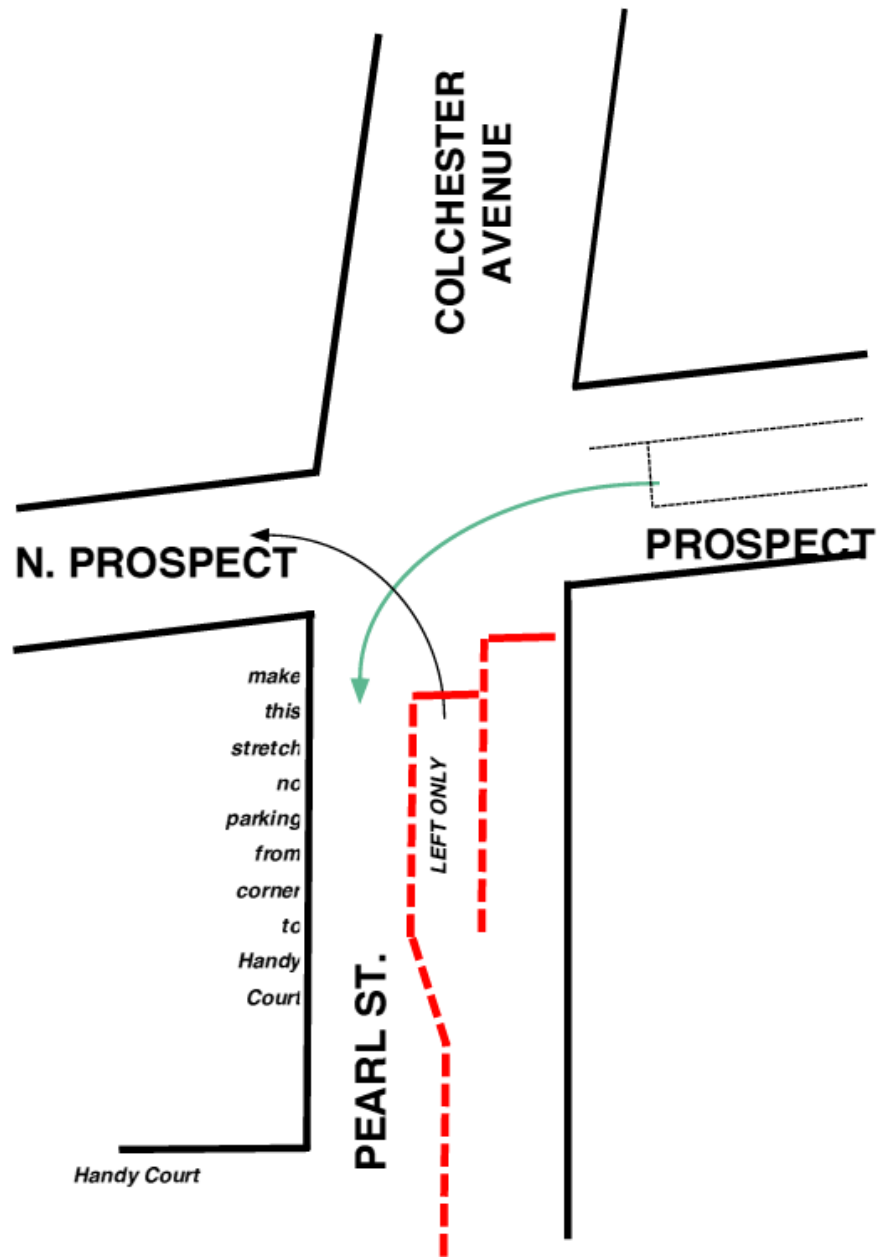 COLCHESTER
AVENUE
PROSPECT
N. PROSPECT
make
this
stretch
no
parking
from
corner
to
Handy
Court
LEFT ONLY
PEARL ST.
Handy Court